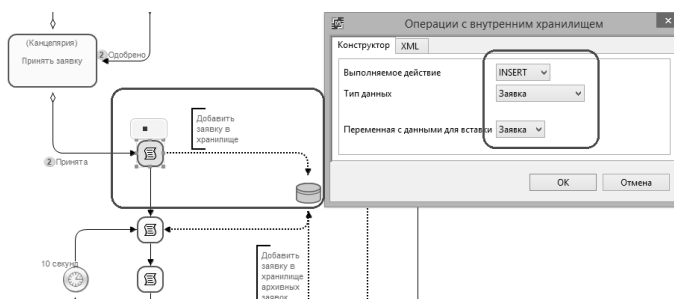 (Канцелярия)
Принять заявку
2 Одобрено
2 Принята
Добавить
заявку в
хранилище
10 секунд
Добавить
заявку в
хранилище
архивных
заявок
Операции с внутренним хранилищем
Конструктор XML
Выполняемое действие INSERT
Тип данных Заявка
Переменная с данными для вставки Заявка
OK Отмена